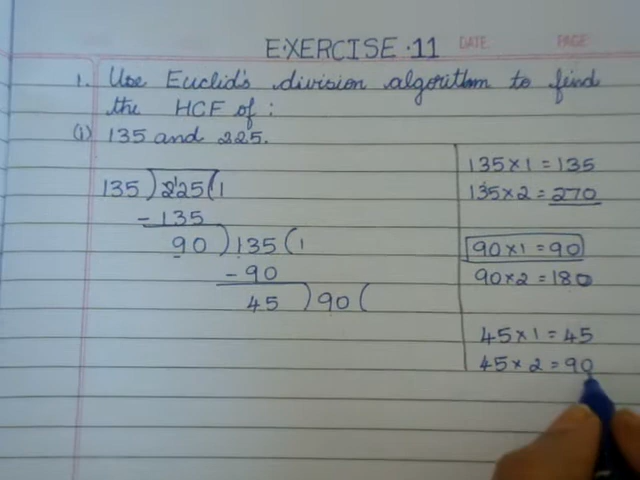 EXERCISE·11 DATE PAGE
1. Use Euclid's division algorithm to find
the HCF of :
(i) 135 and 225.
135 ) 225 ( 1
- 135
90 ) 135 ( 1
- 90
45 ) 90 (
135 × 1 = 135
135 × 2 = 270
90 × 1 = 90
90 × 2 = 180
45 × 1 = 45
45 × 2 = 90